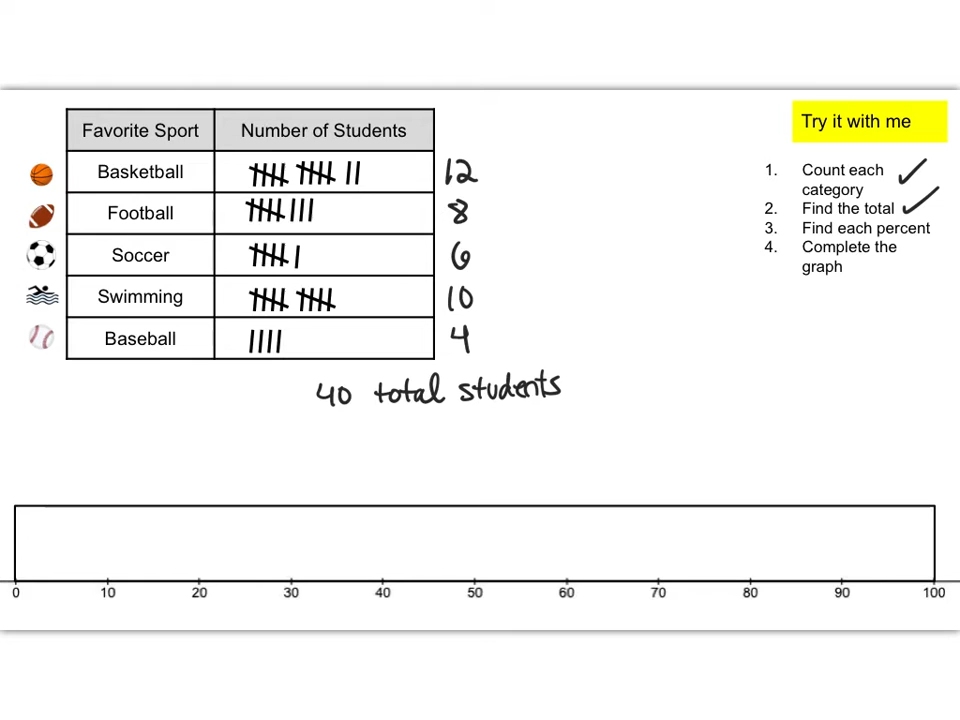 Favorite Sport Number of Students
Basketball 12
Football 8
Soccer 6
Swimming 10
Baseball 4
40 total students
Try it with me
1. Count each
category
2. Find the total
3. Find each percent
4. Complete the
graph
0 10 20 30 40 50 60 70 80 90 100